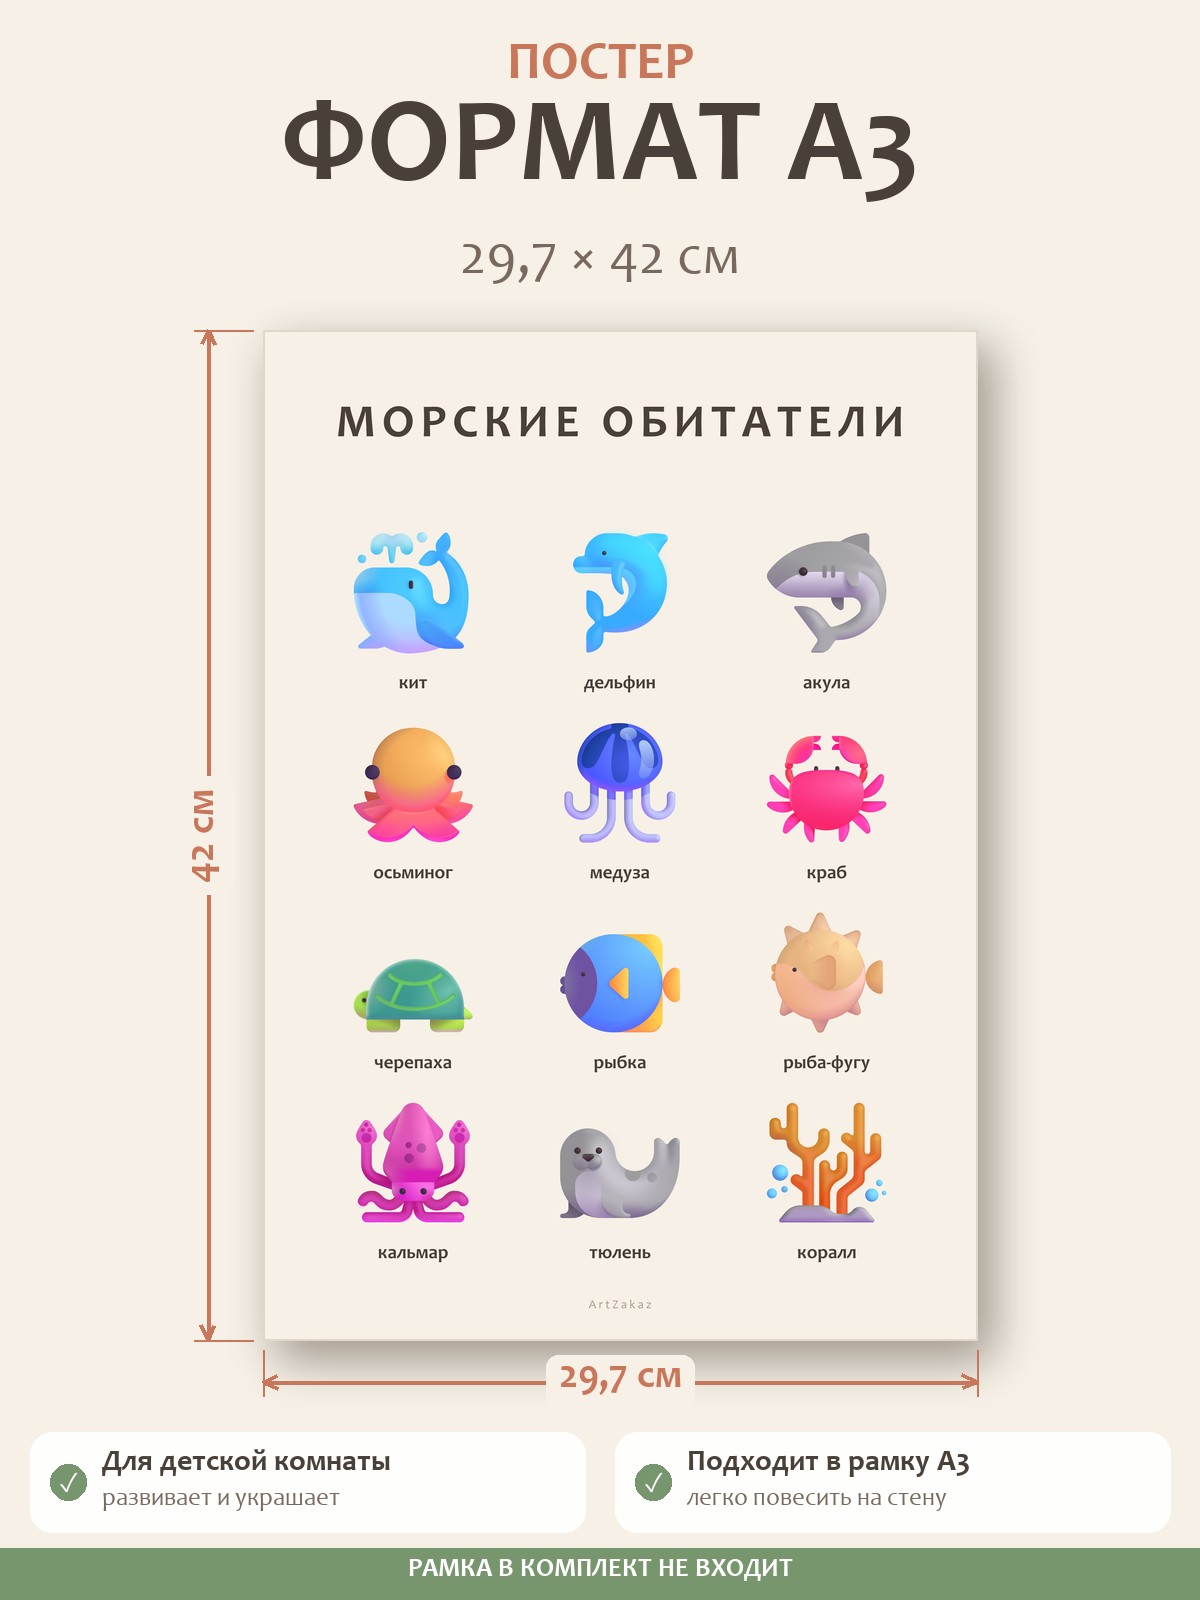 ПОСТЕР
ФОРМАТ А3
29,7 × 42 см
МОРСКИЕ ОБИТАТЕЛИ
кит
дельфин
акула
осьминог
медуза
краб
42 см
черепаха
рыбка
рыба-фугу
кальмар
тюлень
коралл
ArtZakaz
29,7 см
Для детской комнаты
развивает и украшает
Подходит в рамку А3
легко повесить на стену
РАМКА В КОМПЛЕКТ НЕ ВХОДИТ